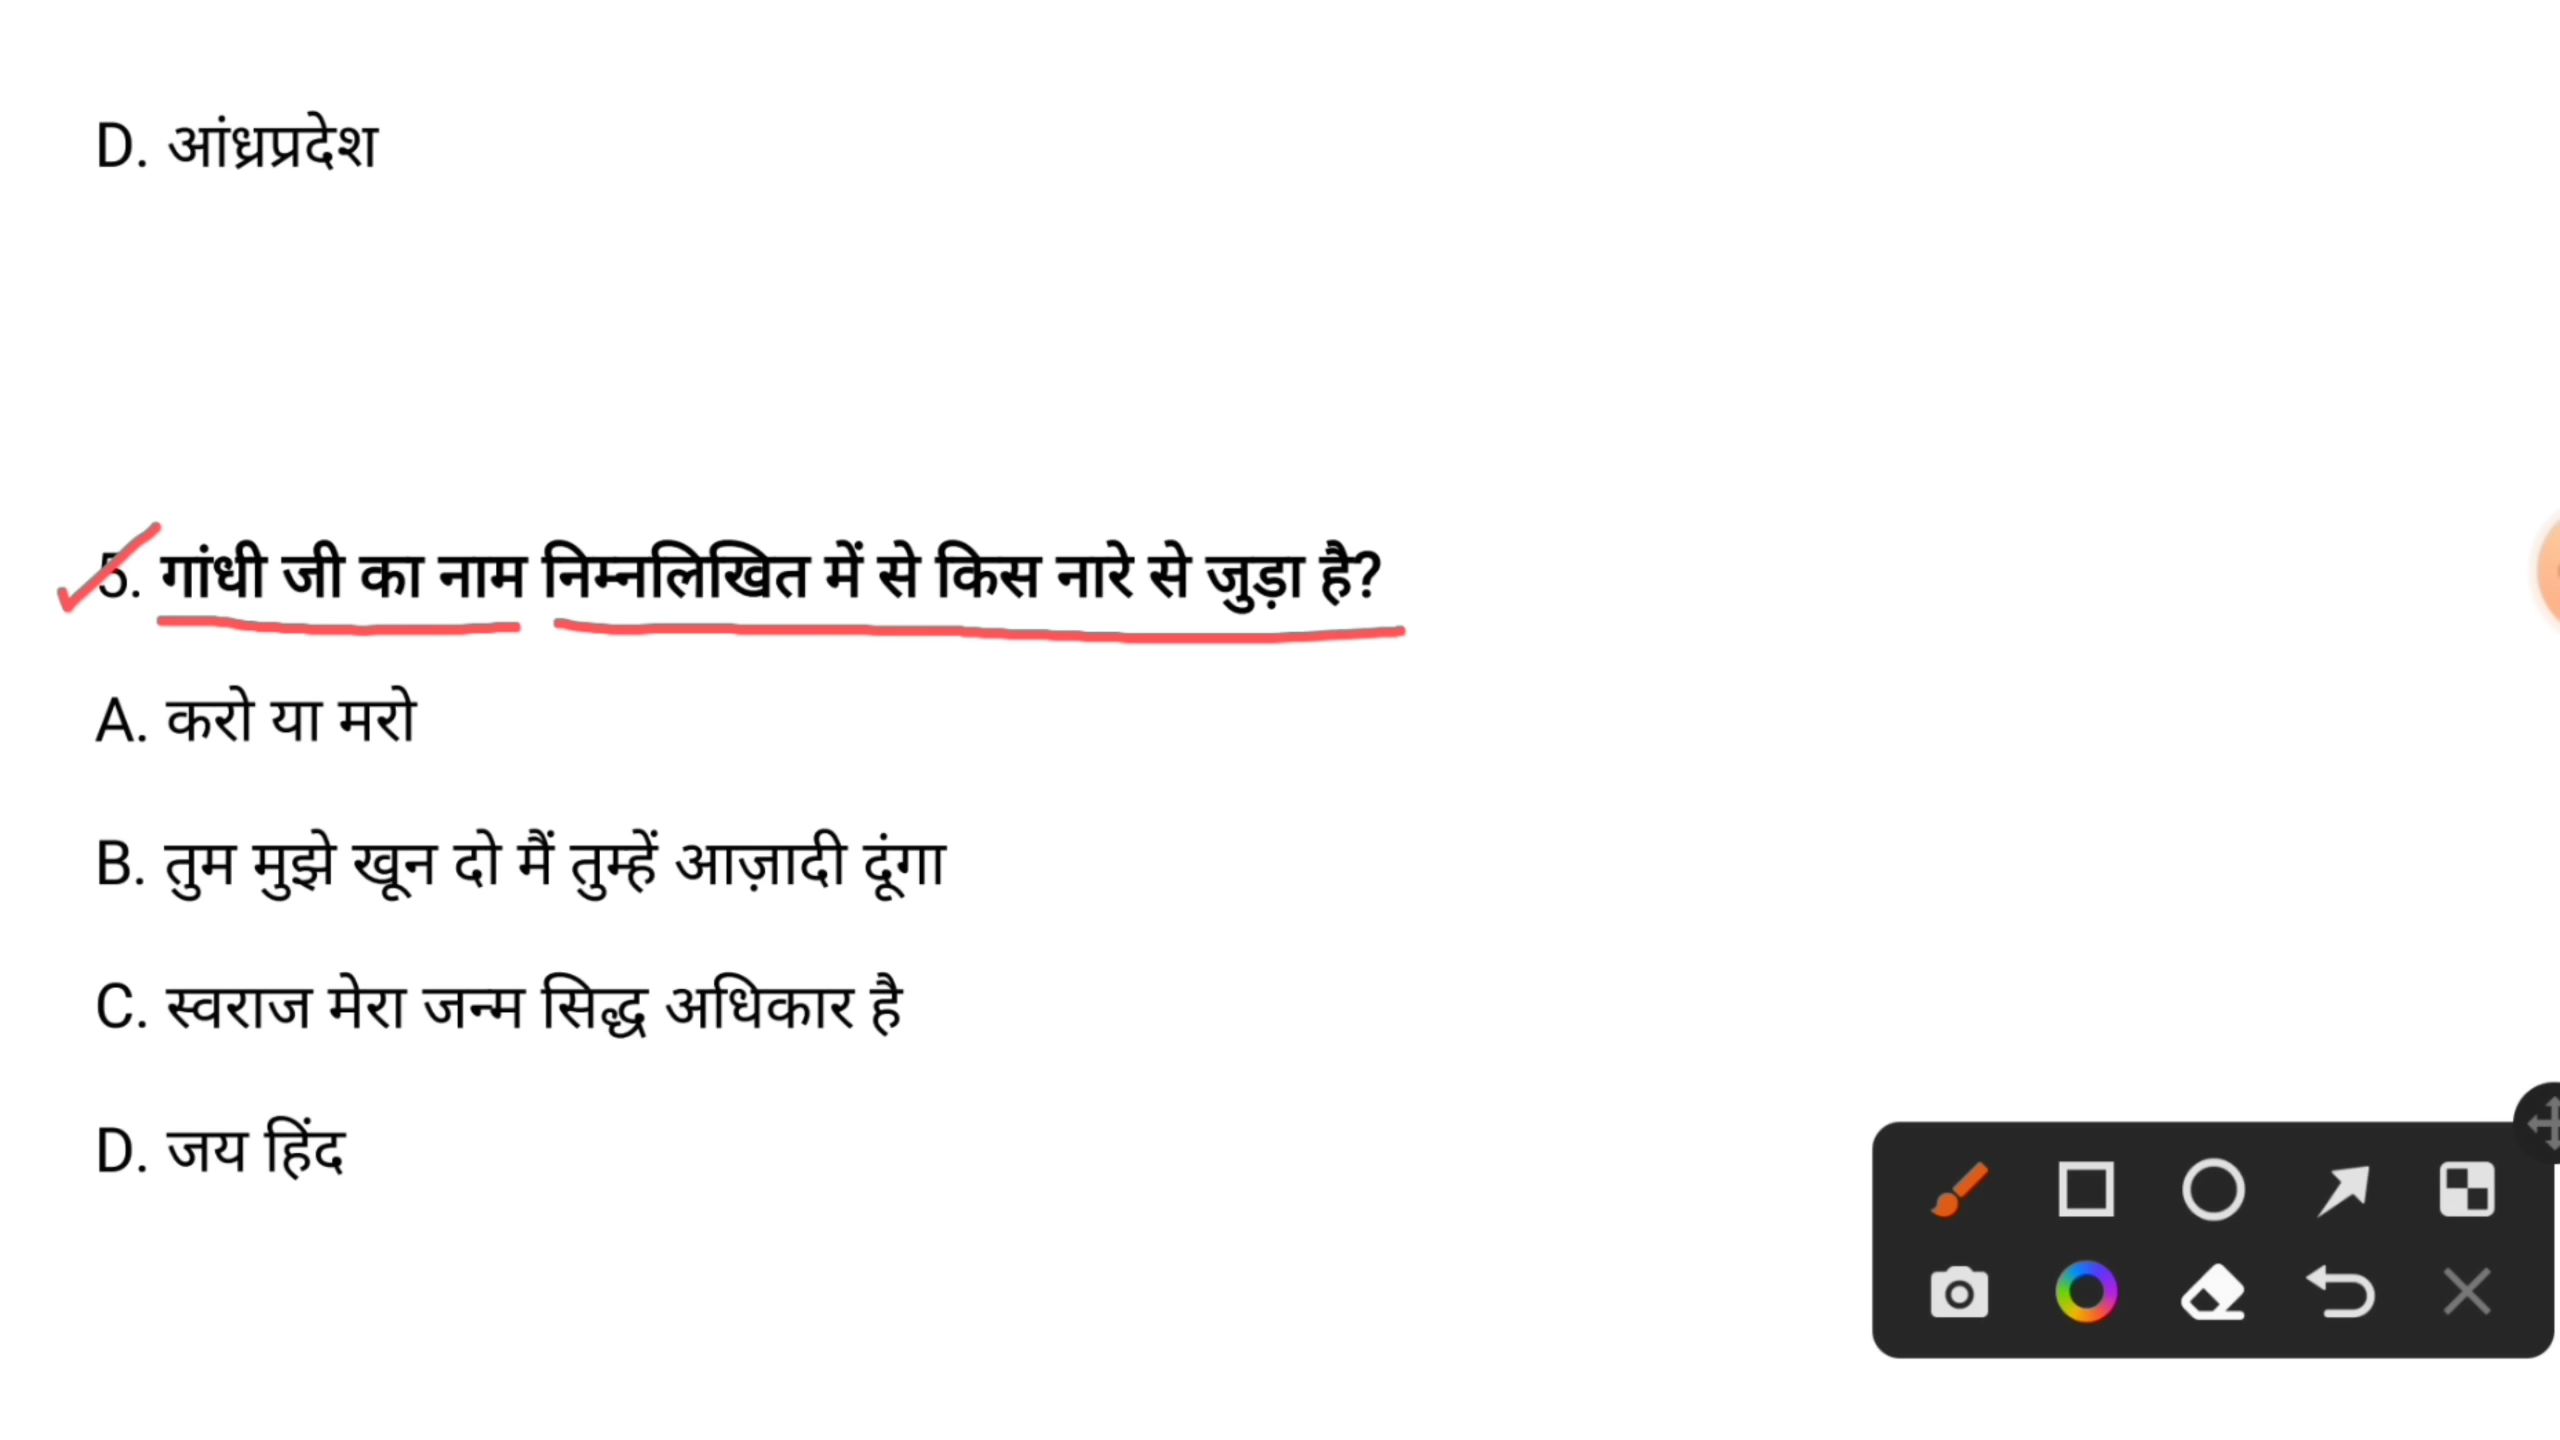 D. आंध्रप्रदेश
5. गांधी जी का नाम निम्नलिखित में से किस नारे से जुड़ा है?
A. करो या मरो
B. तुम मुझे खून दो मैं तुम्हें आज़ादी दूंगा
C. स्वराज मेरा जन्म सिद्ध अधिकार है
D. जय हिंद